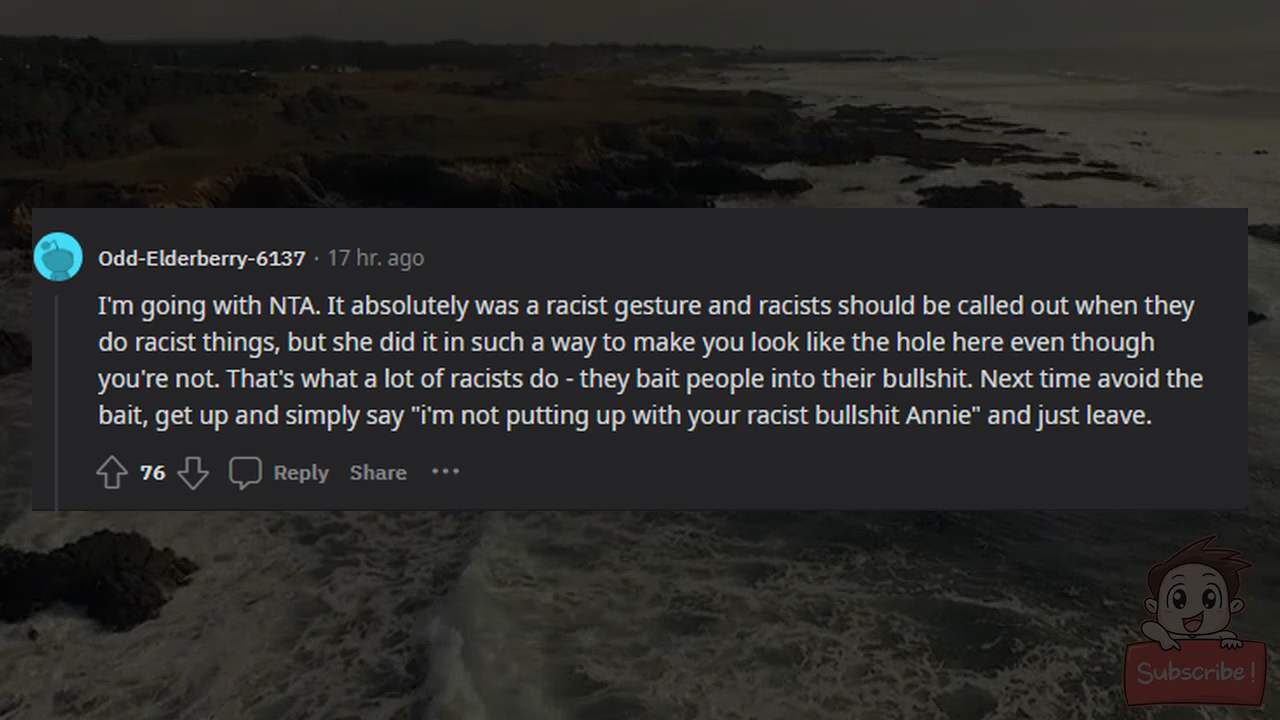 Odd-Elderberry-6137 · 17 hr. ago
I'm going with NTA. It absolutely was a racist gesture and racists should be called out when they
do racist things, but she did it in such a way to make you look like the hole here even though
you're not. That's what a lot of racists do - they bait people into their bullshit. Next time avoid the
bait, get up and simply say "i'm not putting up with your racist bullshit Annie" and just leave.
76 Reply Share ···
Subscribe!